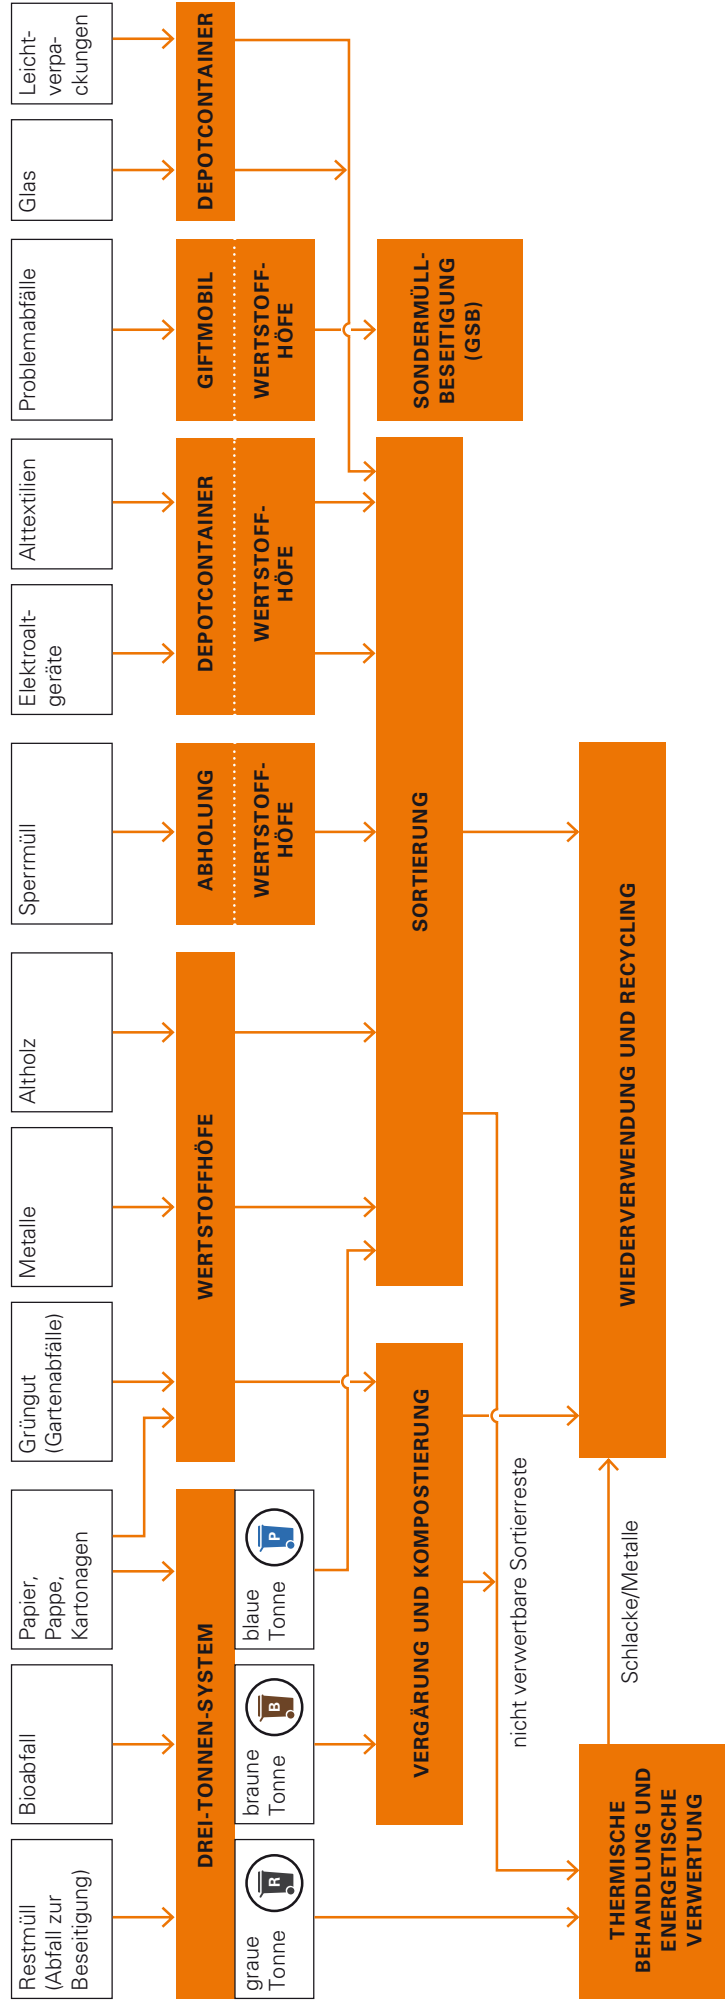 Restmüll
(Abfall zur
Beseitigung)
Bioabfall
Papier,
Pappe,
Kartonagen
Grüngut
(Gartenabfälle)
Metalle
Altholz
Sperrmüll
Elektroalt-
geräte
Alttextilien
Problemabfälle
Glas
Leicht-
verpa-
ckungen
DREI-TONNEN-SYSTEM
WERTSTOFFHÖFE
ABHOLUNG
WERTSTOFF-
HÖFE
DEPOTCONTAINER
WERTSTOFF-
HÖFE
GIFTMOBIL
WERTSTOFF-
HÖFE
DEPOTCONTAINER
graue
Tonne
R
braune
Tonne
B
blaue
Tonne
P
VERGÄRUNG UND KOMPOSTIERUNG
SORTIERUNG
SONDERMÜLL-
BESEITIGUNG
(GSB)
nicht verwertbare Sortierreste
THERMISCHE
BEHANDLUNG UND
ENERGETISCHE
VERWERTUNG
Schlacke/Metalle
WIEDERVERWENDUNG UND RECYCLING